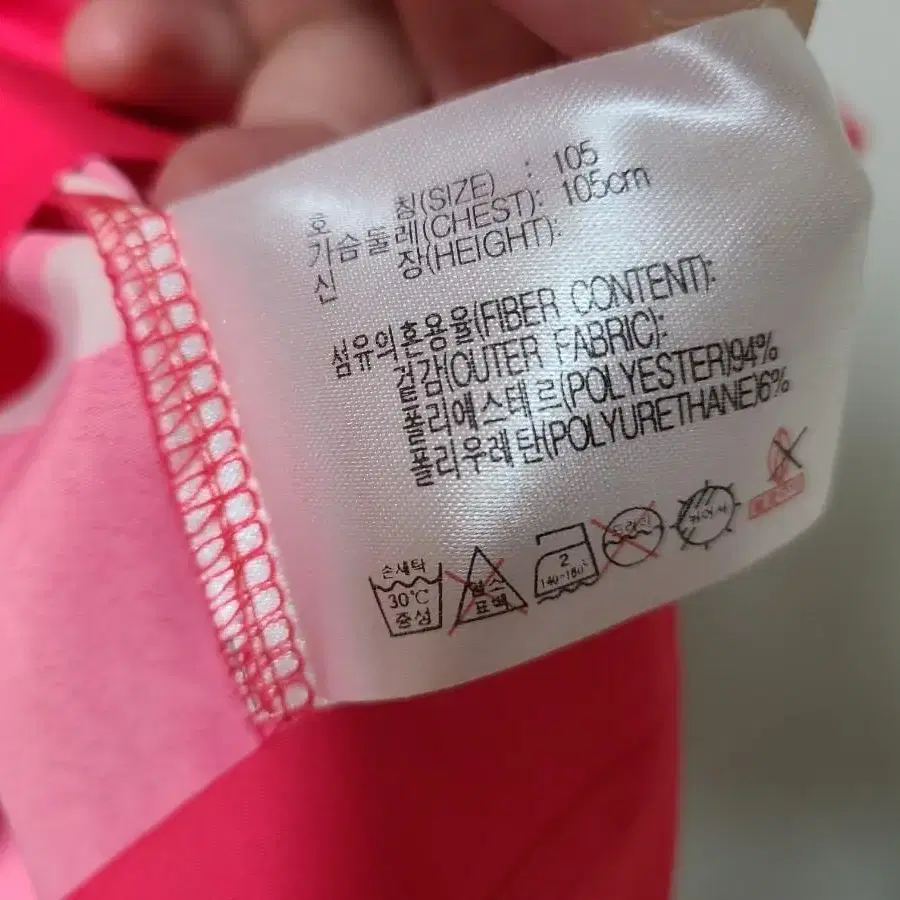 호 칭(SIZE) : 105
가슴둘레(CHEST): 105cm
신 장(HEIGHT):
섬유의혼용율(FIBER CONTENT):
겉감(OUTER FABRIC):
폴리에스테르(POLYESTER)94%
폴리우레탄(POLYURETHANE)6%
손세탁
30℃
중성
염소
표백
2
140~160℃
드라이